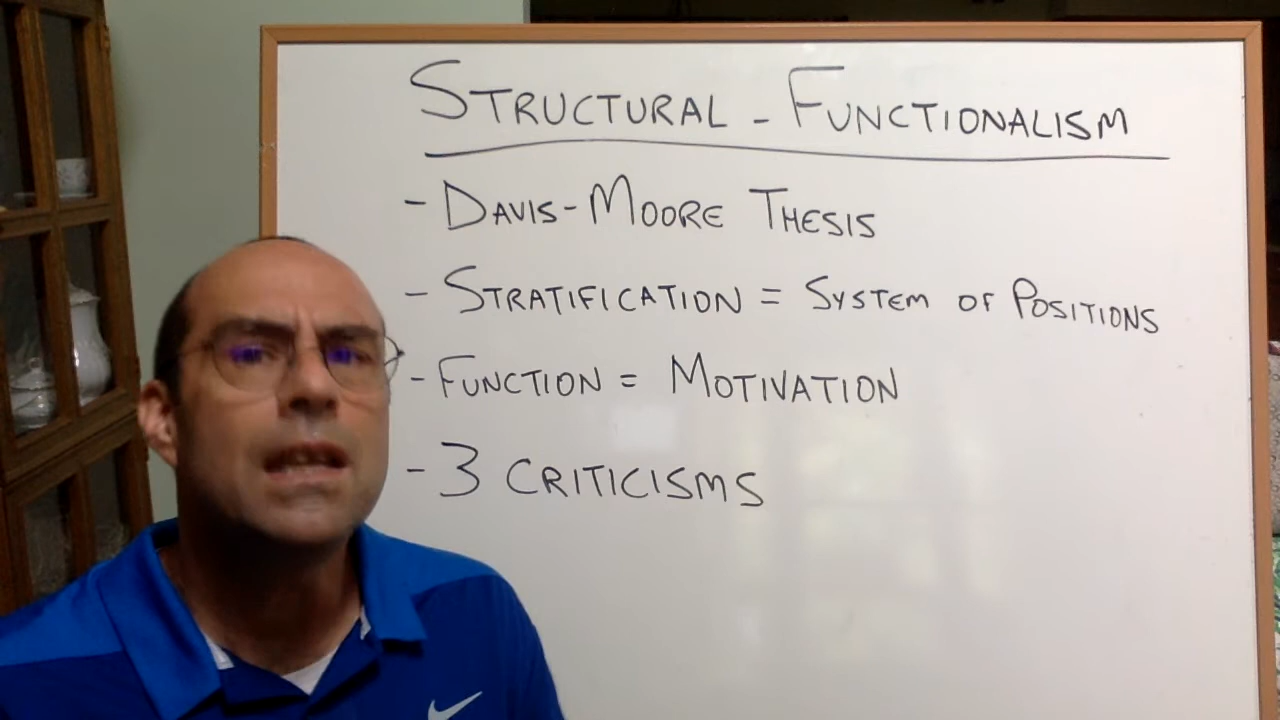 STRUCTURAL - FUNCTIONALISM
- DAVIS-MOORE THESIS
- STRATIFICATION = SYSTEM OF POSITIONS
- FUNCTION = MOTIVATION
- 3 CRITICISMS